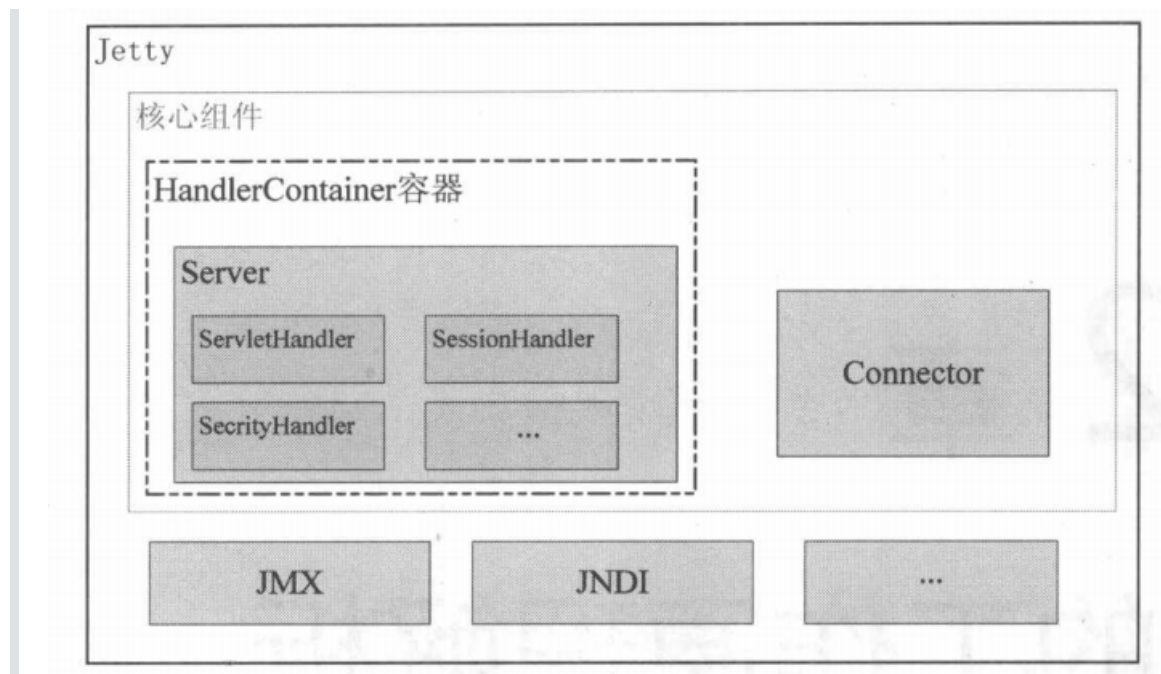 Jetty
核心组件
HandlerContainer容器
Server
ServletHandler
SessionHandler
SecrityHandler
...
Connector
JMX
JNDI
...